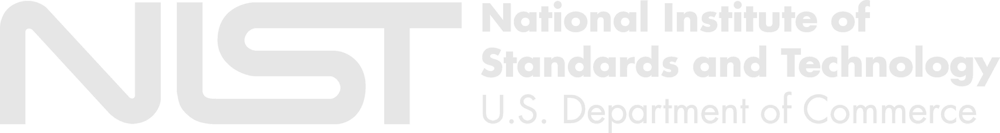 NIST
National Institute of
Standards and Technology
U.S. Department of Commerce